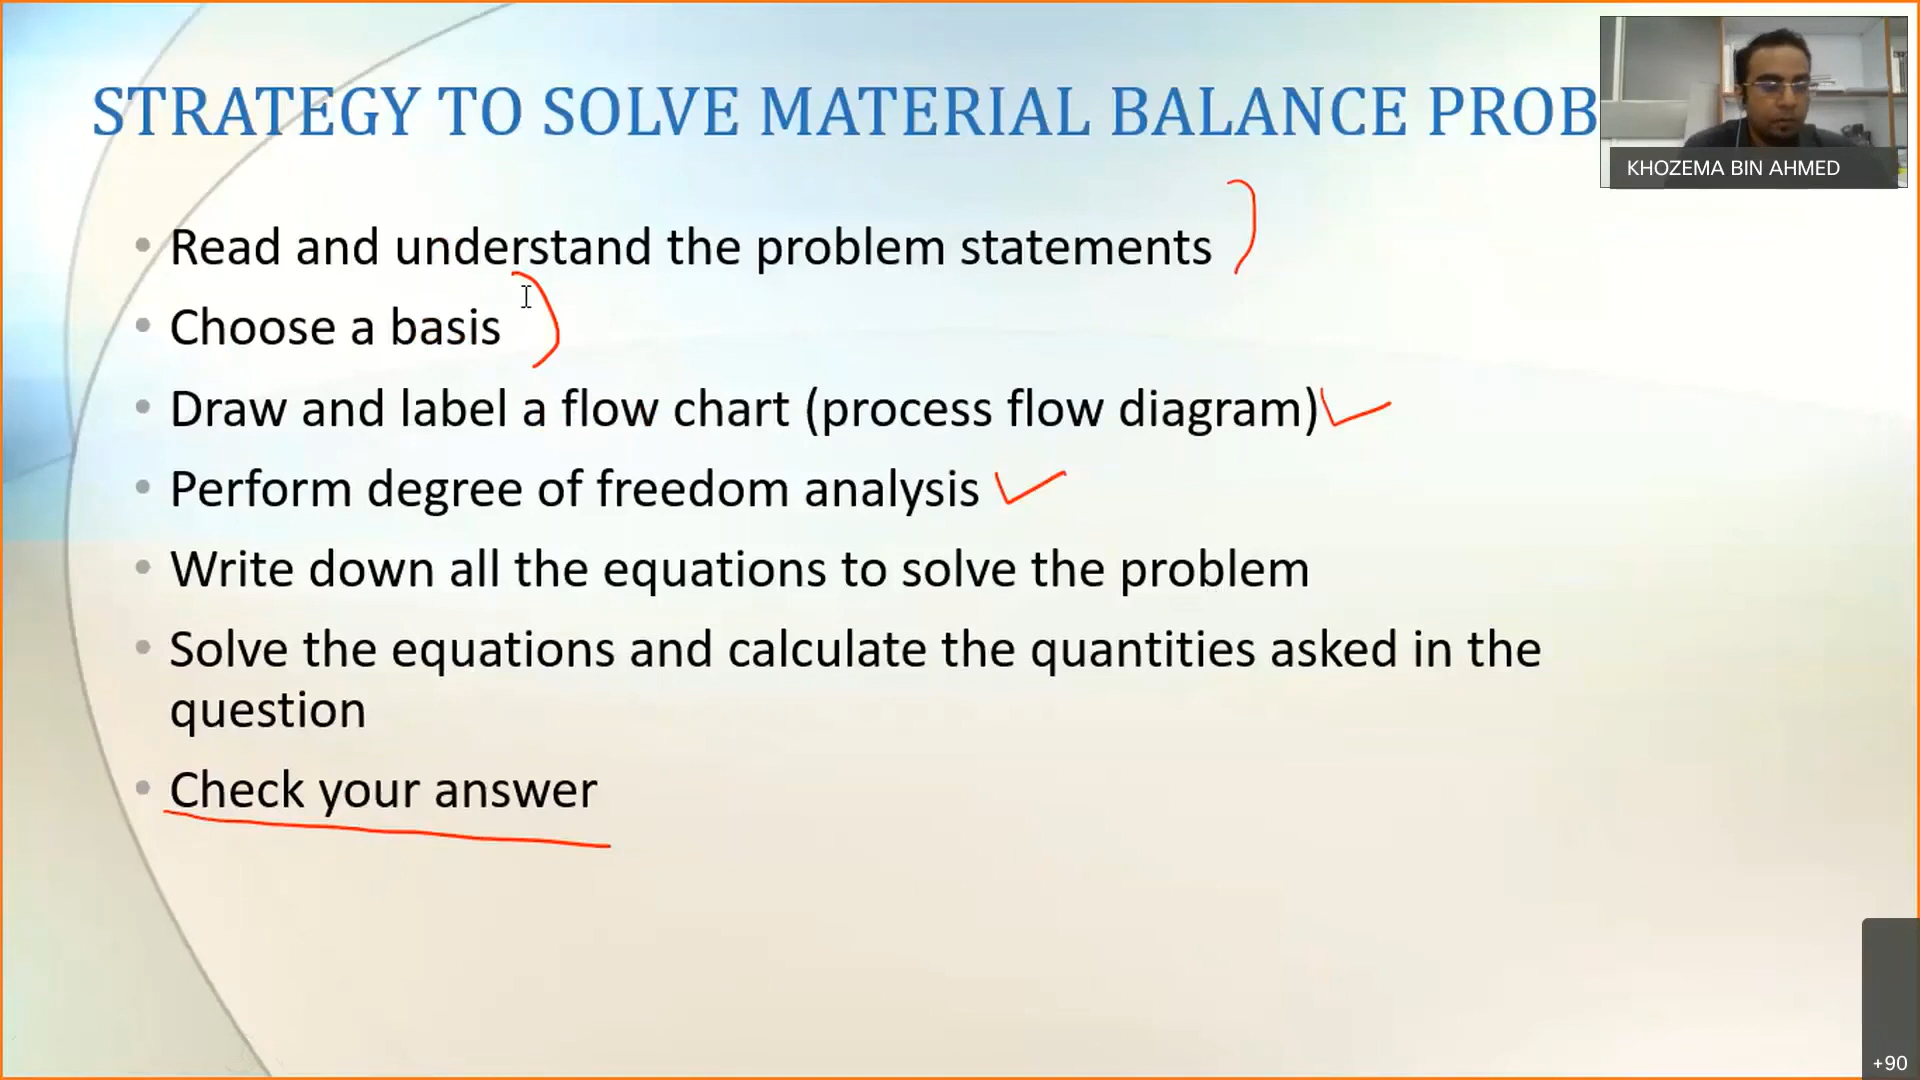 STRATEGY TO SOLVE MATERIAL BALANCE PROB
KHOZEMA BIN AHMED
• Read and understand the problem statements
• Choose a basis
• Draw and label a flow chart (process flow diagram)
• Perform degree of freedom analysis
• Write down all the equations to solve the problem
• Solve the equations and calculate the quantities asked in the
question
• Check your answer
+90